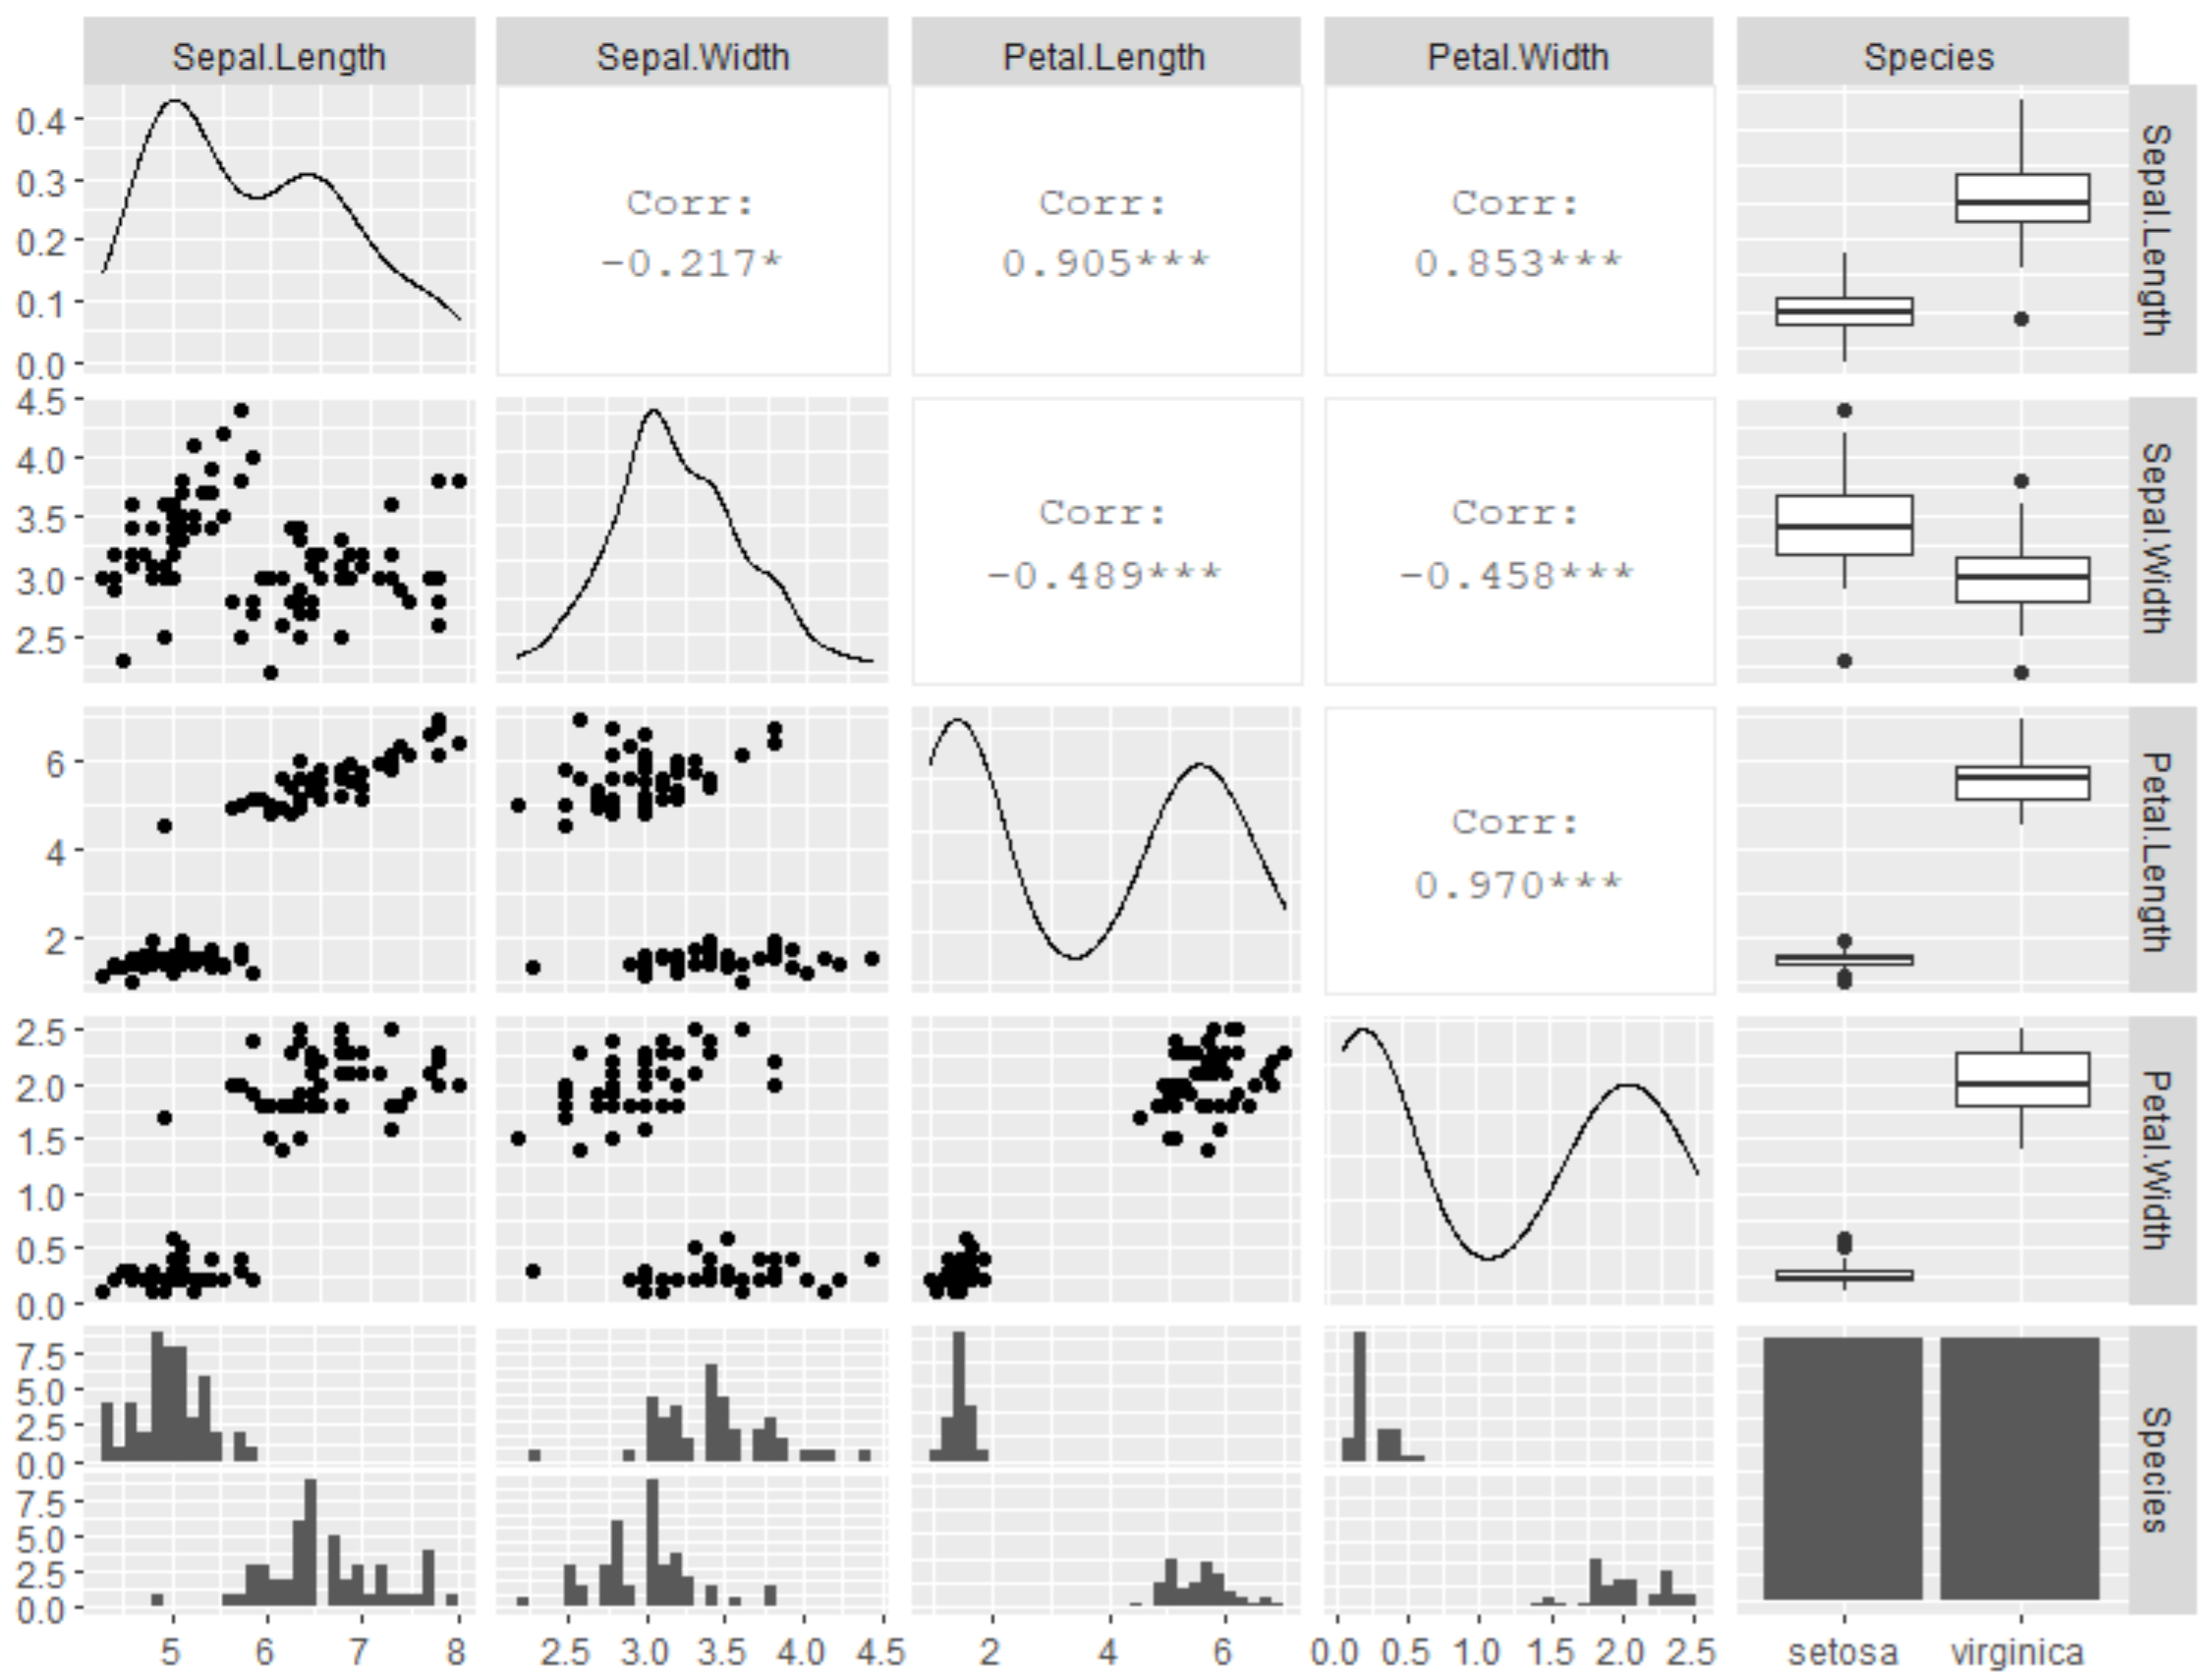 Sepal.Length Sepal.Width Petal.Length Petal.Width Species
0.4
0.3
0.2
0.1
0.0
Corr:
-0.217*
Corr:
0.905***
Corr:
0.853***
Sepal.Length
4.5
4.0
3.5
3.0
2.5
Corr:
-0.489***
Corr:
-0.458***
Sepal.Width
6
4
2
Corr:
0.970***
Petal.Length
2.5
2.0
1.5
1.0
0.5
0.0
Petal.Width
7.5
5.0
2.5
0.0
7.5
5.0
2.5
0.0
Species
5 6 7 8 2.5 3.0 3.5 4.0 4.5 2 4 6 0.0 0.5 1.0 1.5 2.0 2.5 setosa virginica